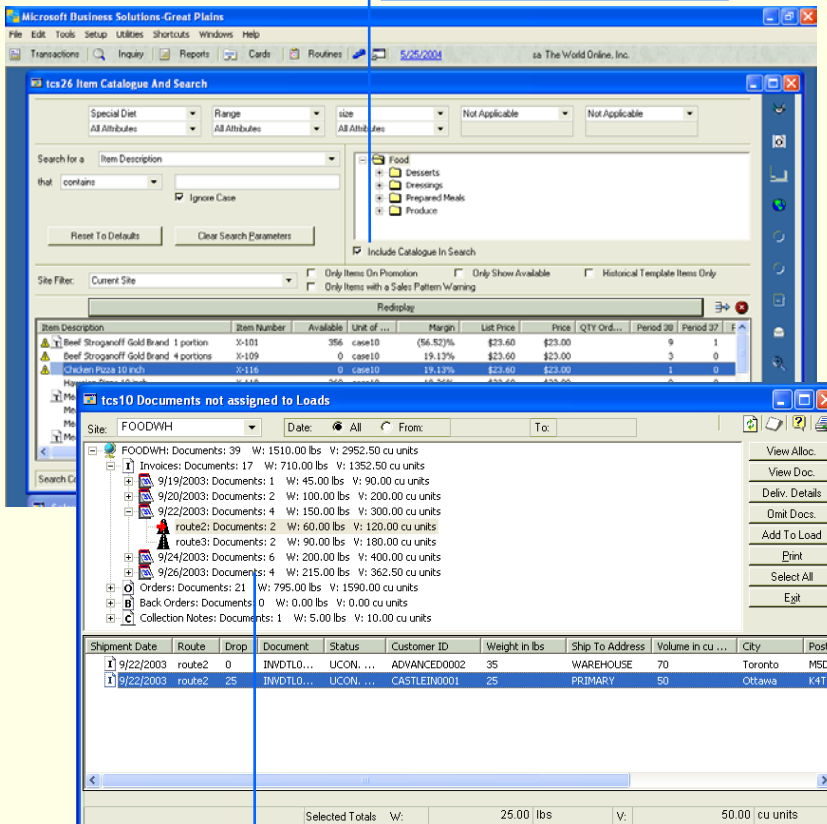 Microsoft Business Solutions-Great Plains
File Edit Tools Setup Utilities Shortcuts Windows Help
Transactions Inquiry Reports Cards Routines 5/25/2004 sa The World Online, Inc.
tcs26 Item Catalogue And Search
Special Diet Range size Not Applicable Not Applicable
All Attributes All Attributes All Attributes
Search for a Item Description
that contains
Ignore Case
Reset To Defaults Clear Search Parameters
Food
Desserts
Dressings
Prepared Meals
Produce
Include Catalogue In Search
Site Filter: Current Site
Only Items On Promotion Only Show Available Historical Template Items Only
Only Items with a Sales Pattern Warning
Redisplay
Item Description Item Number Available Unit of ... Margin List Price Price QTY Ord... Period 38 Period 37 F
Beef Stroganoff Gold Brand 1 portion X-101 356 case10 (56.52)% $23.60 $23.00 9 1
Beef Stroganoff Gold Brand 4 portions X-109 0 case10 19.13% $23.60 $23.00 3 0
Chicken Pizza 10 inch X-116 0 case10 19.13% $23.60 $23.00 1 0
Me
Me
Me
Me
Search Co
tcs10 Documents not assigned to Loads
Site: FOODWH Date: All From: To:
FOODWH: Documents: 39 W: 1510.00 lbs V: 2952.50 cu units
I Invoices: Documents: 17 W: 710.00 lbs V: 1352.50 cu units
9/19/2003: Documents: 1 W: 45.00 lbs V: 90.00 cu units
9/20/2003: Documents: 2 W: 100.00 lbs V: 200.00 cu units
9/22/2003: Documents: 4 W: 150.00 lbs V: 300.00 cu units
route2: Documents: 2 W: 60.00 lbs V: 120.00 cu units
route3: Documents: 2 W: 90.00 lbs V: 180.00 cu units
9/24/2003: Documents: 6 W: 200.00 lbs V: 400.00 cu units
9/26/2003: Documents: 4 W: 215.00 lbs V: 362.50 cu units
O Orders: Documents: 21 W: 795.00 lbs V: 1590.00 cu units
B Back Orders: Documents: 0 W: 0.00 lbs V: 0.00 cu units
C Collection Notes: Documents: 1 W: 5.00 lbs V: 10.00 cu units
View Alloc.
View Doc.
Deliv. Details
Omit Docs.
Add To Load
Print
Select All
Exit
Shipment Date Route Drop Document Status Customer ID Weight in lbs Ship To Address Volume in cu ... City Post
I 9/22/2003 route2 0 INVDTL0... UCON. ... ADVANCED0002 35 WAREHOUSE 70 Toronto M5D
I 9/22/2003 route2 25 INVDTL0... UCON. ... CASTLEIN0001 25 PRIMARY 50 Ottawa K4T
Selected Totals W: 25.00 lbs V: 50.00 cu units